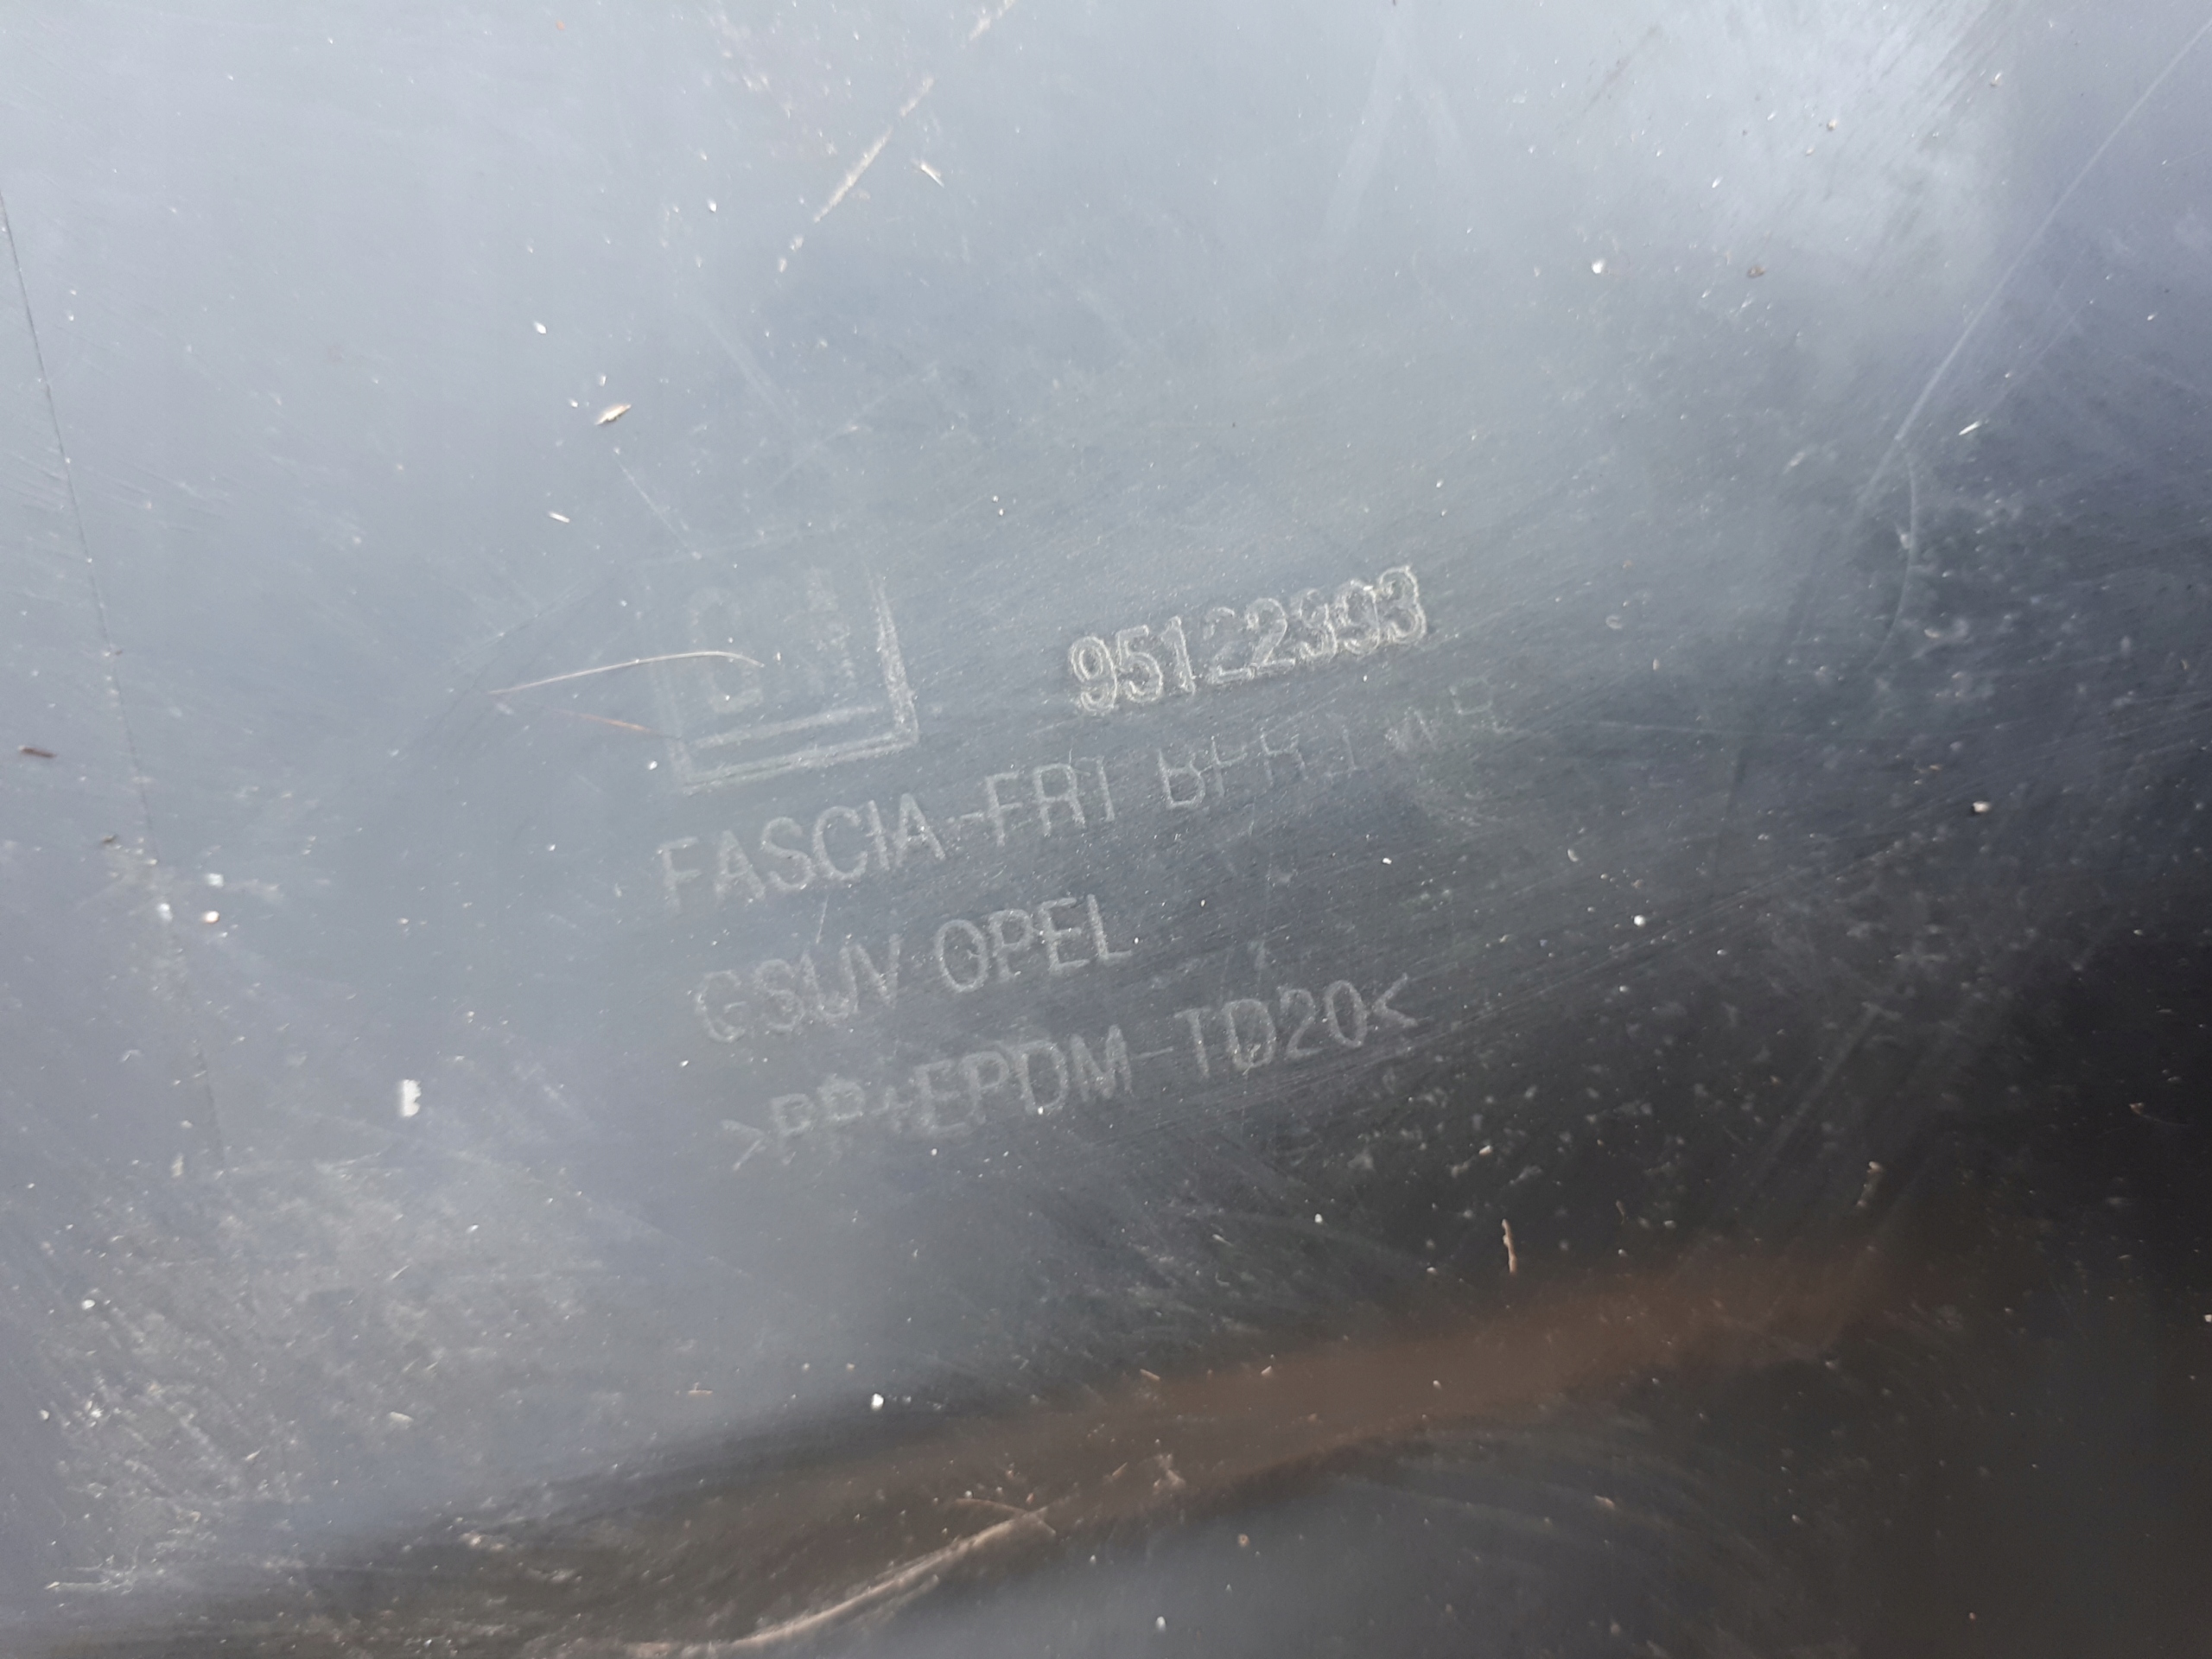 GM
95122393
FASCIA-FRT BPR LWR
GSUV OPEL
>PP+EPDM-TD20<